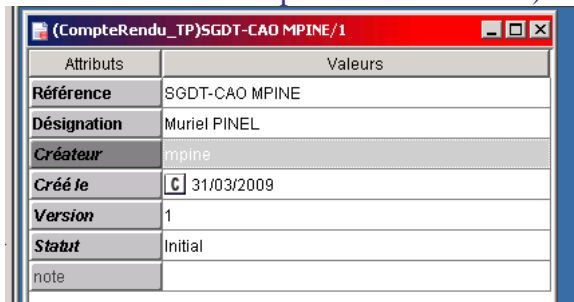 (CompteRendu_TP)SGDT-CAO MPINE/1
Attributs Valeurs
Référence SGDT-CAO MPINE
Désignation Muriel PINEL
Créateur mpine
Créé le C 31/03/2009
Version 1
Statut Initial
note